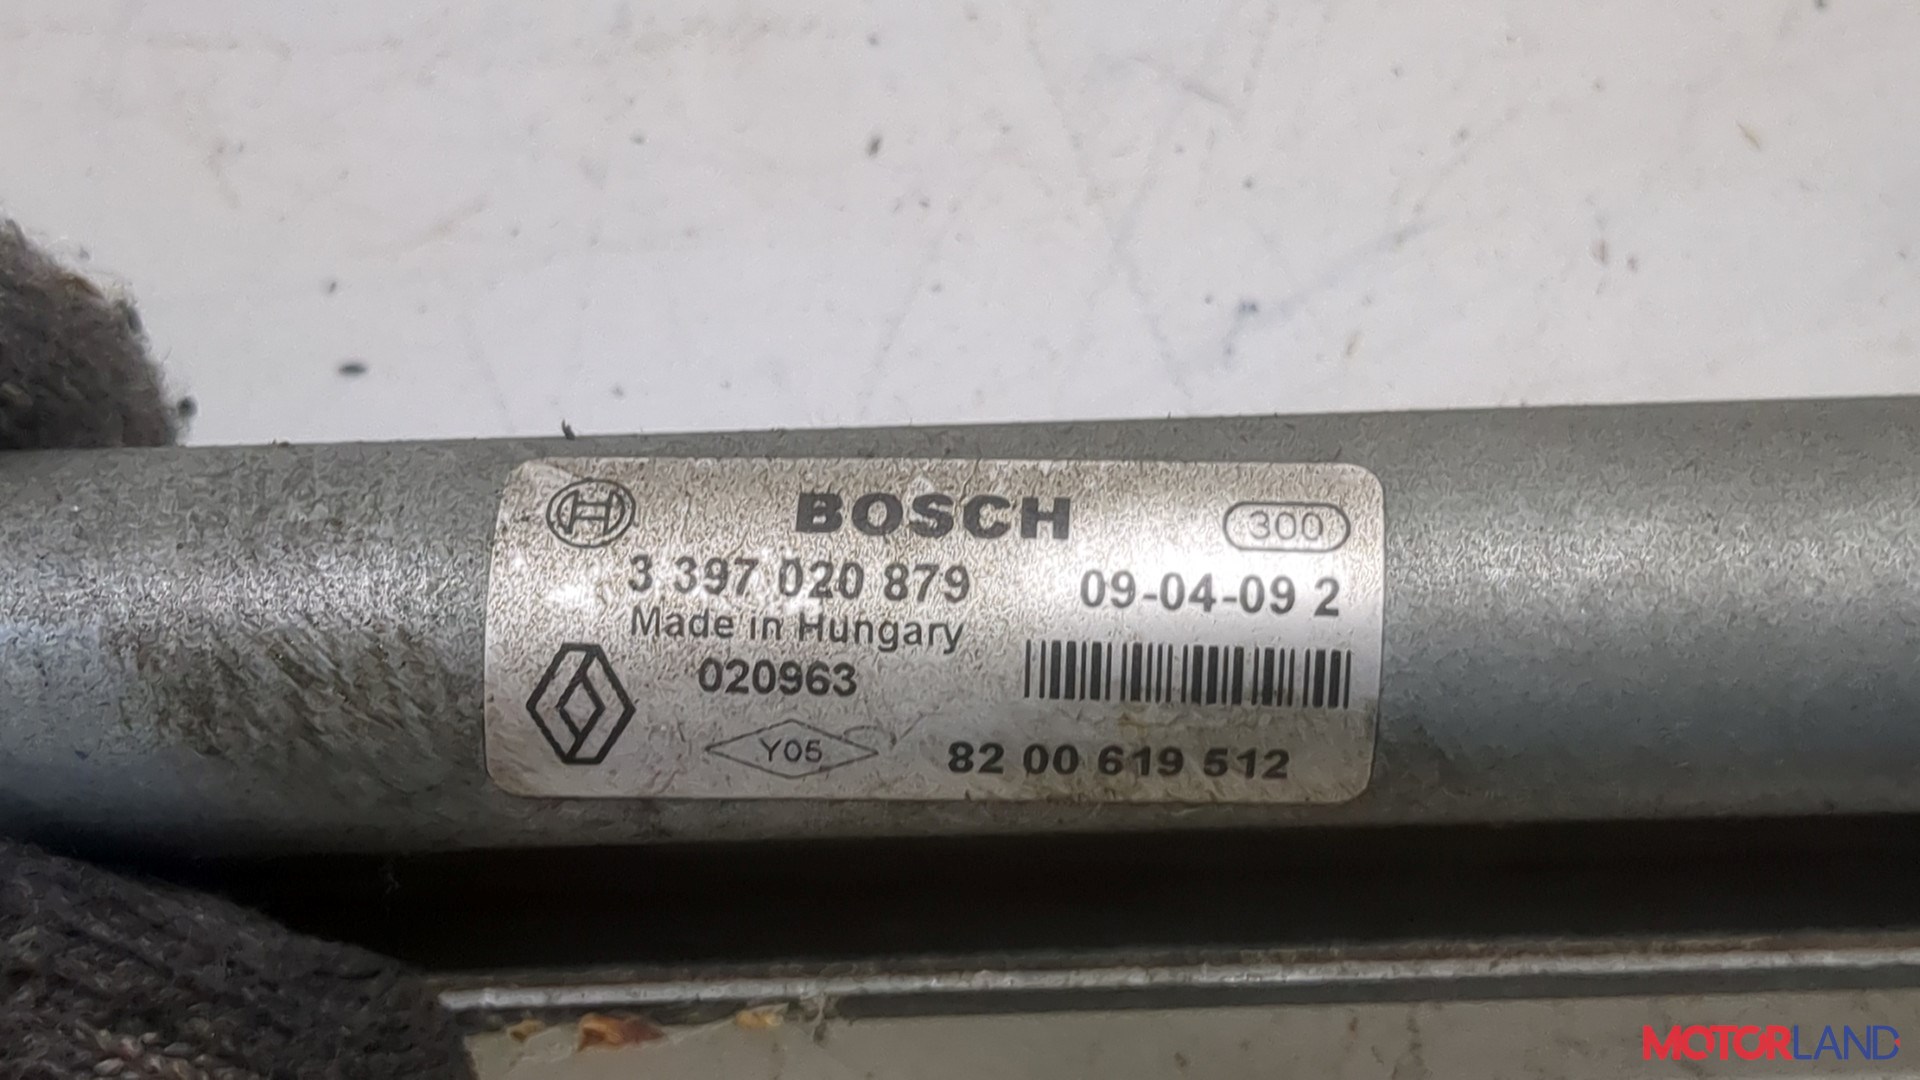 BOSCH 300
3 397 020 879 09-04-09 2
Made in Hungary
020963
Y05 82 00 619 512
MOTORLAND